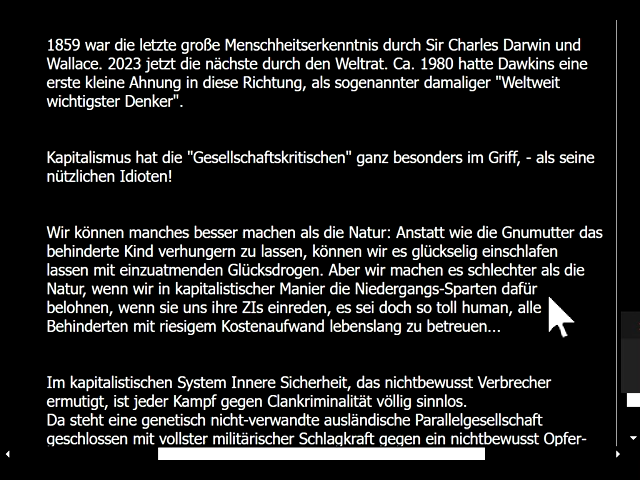 1859 war die letzte große Menschheitserkenntnis durch Sir Charles Darwin und
Wallace. 2023 jetzt die nächste durch den Weltrat. Ca. 1980 hatte Dawkins eine
erste kleine Ahnung in diese Richtung, als sogenannter damaliger "Weltweit
wichtigster Denker".
Kapitalismus hat die "Gesellschaftskritischen" ganz besonders im Griff, - als seine
nützlichen Idioten!
Wir können manches besser machen als die Natur: Anstatt wie die Gnumutter das
behinderte Kind verhungern zu lassen, können wir es glückselig einschlafen
lassen mit einzuatmenden Glücksdrogen. Aber wir machen es schlechter als die
Natur, wenn wir in kapitalistischer Manier die Niedergangs-Sparten dafür
belohnen, wenn sie uns ihre ZIs einreden, es sei doch so toll human, alle
Behinderten mit riesigem Kostenaufwand lebenslang zu betreuen...
Im kapitalistischen System Innere Sicherheit, das nichtbewusst Verbrecher
ermutigt, ist jeder Kampf gegen Clankriminalität völlig sinnlos.
Da steht eine genetisch nicht-verwandte ausländische Parallelgesellschaft
geschlossen mit vollster militärischer Schlagkraft gegen ein nichtbewusst Opfer-